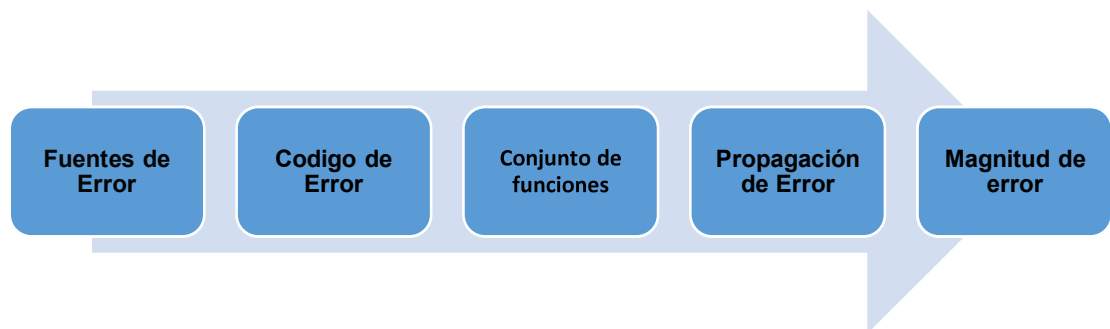 Fuentes de
Error
Codigo de
Error
Conjunto de
funciones
Propagación
de Error
Magnitud de
error